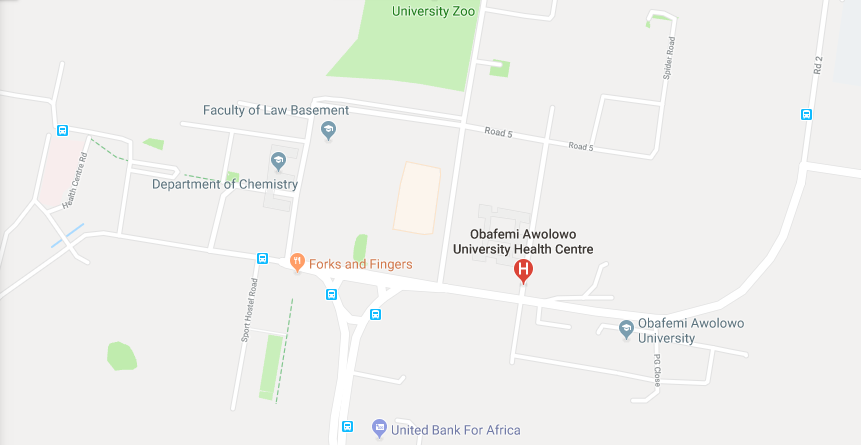 University Zoo
Rd 2
Spider Road
Faculty of Law Basement
Road 5
Road 5
Health Centre Rd
Department of Chemistry
Obafemi Awolowo
University Health Centre
H
Forks and Fingers
Sport Hostel Road
Obafemi Awolowo
University
PG Close
United Bank For Africa